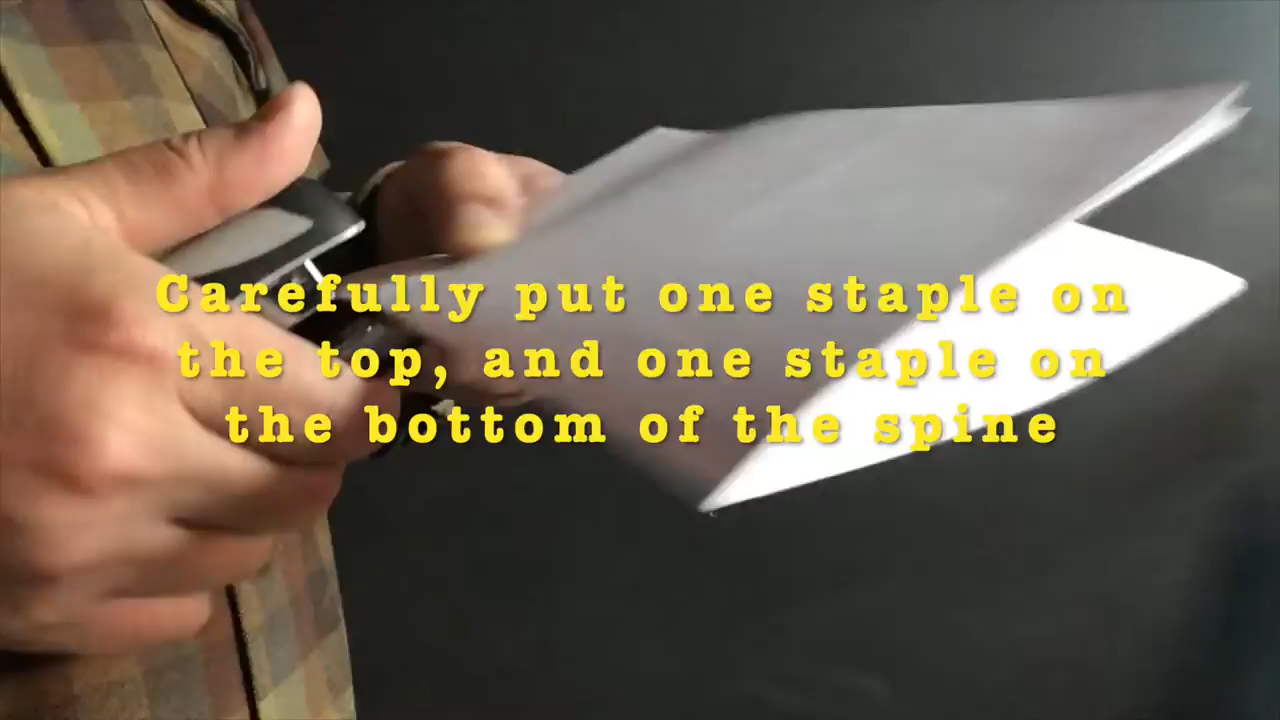 Carefully put one staple on
the top, and one staple on
the bottom of the spine